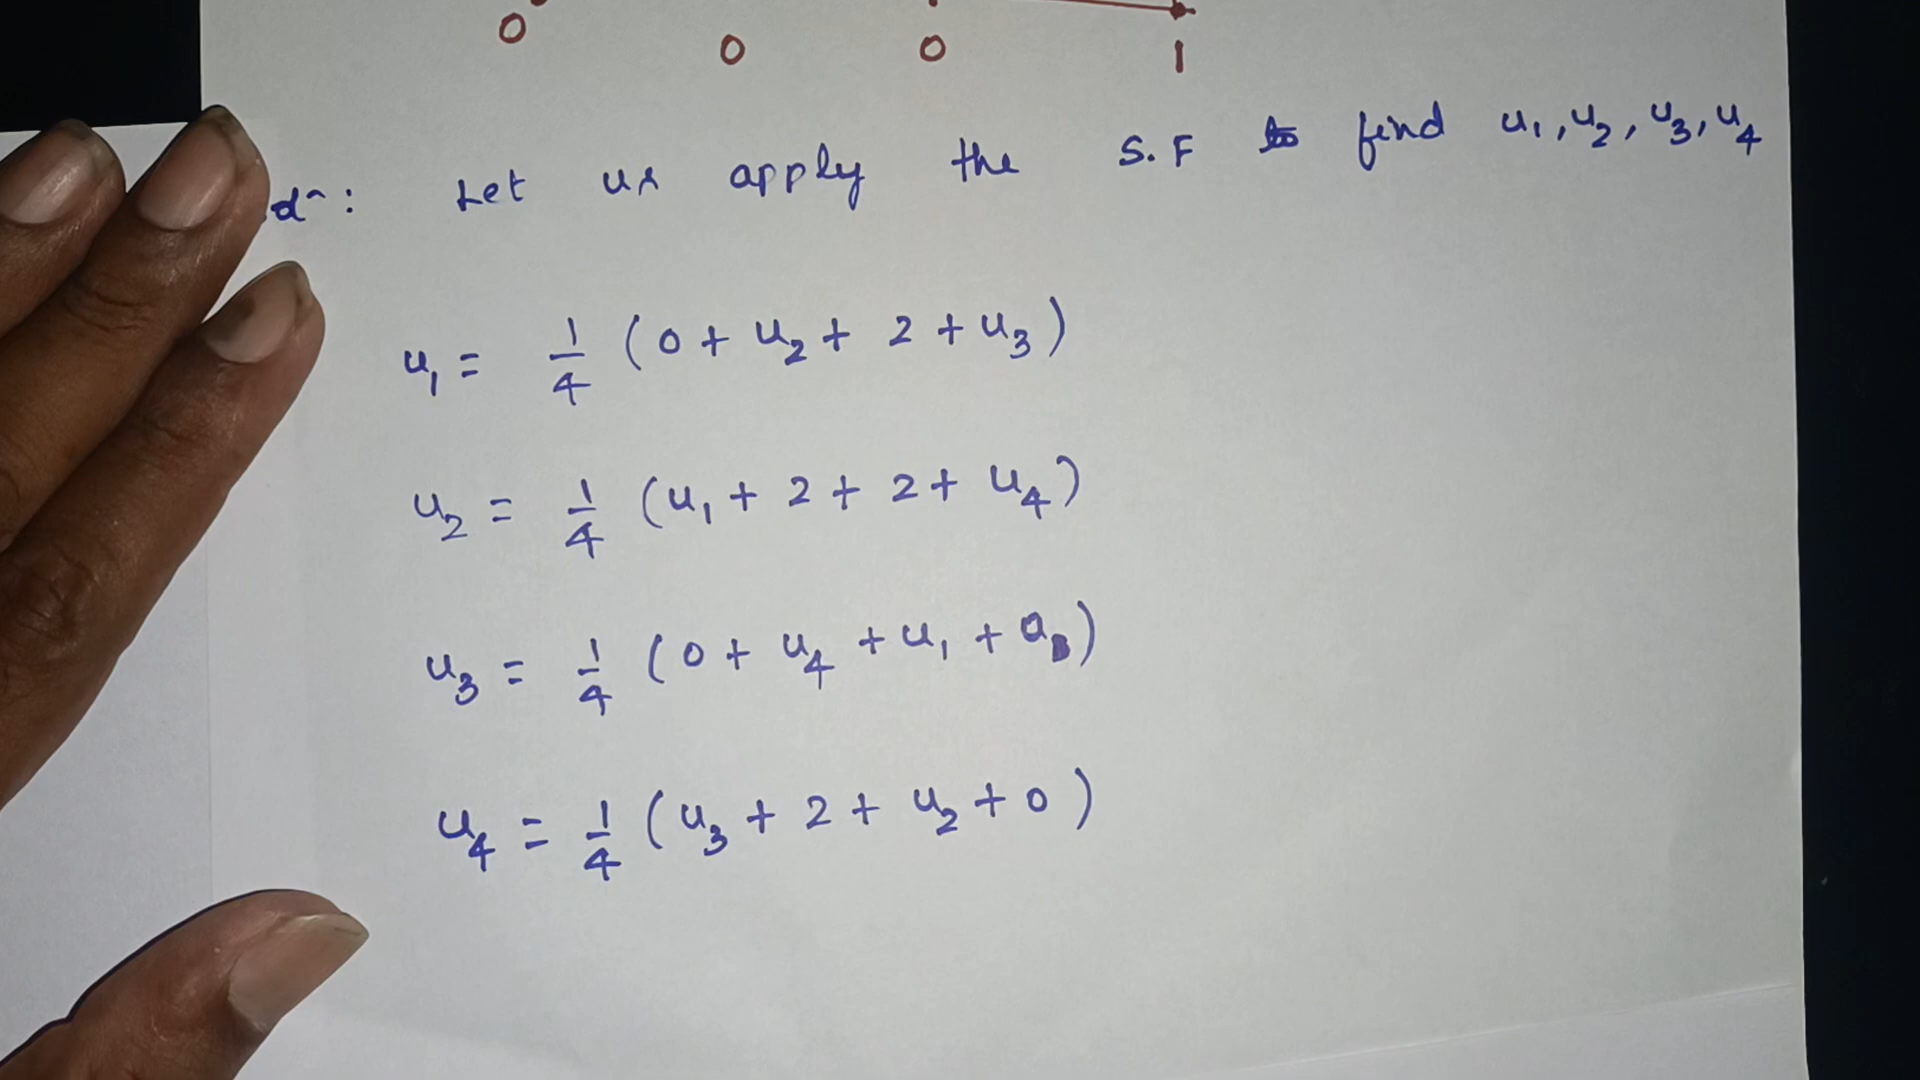 0 0 0 1
Let us apply the S.F to find u₁, u₂, u₃, u₄
u₁ = 1/4 (0 + u₂ + 2 + u₃)
u₂ = 1/4 (u₁ + 2 + 2 + u₄)
u₃ = 1/4 (0 + u₄ + u₁ + 0)
u₄ = 1/4 (u₃ + 2 + u₂ + 0)